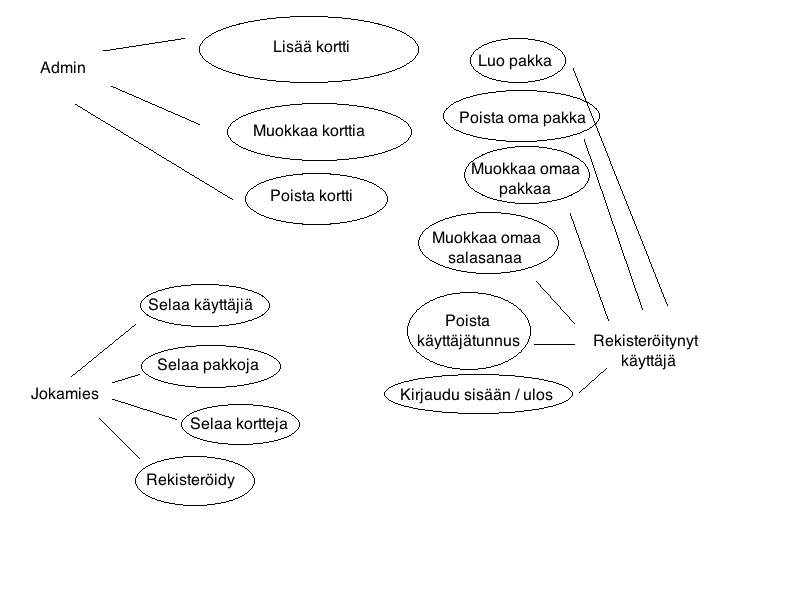 Admin
Lisää kortti
Muokkaa korttia
Poista kortti
Luo pakka
Poista oma pakka
Muokkaa omaa
pakkaa
Muokkaa omaa
salasanaa
Poista
käyttäjätunnus
Kirjaudu sisään / ulos
Rekisteröitynyt
käyttäjä
Jokamies
Selaa käyttäjiä
Selaa pakkoja
Selaa kortteja
Rekisteröidy